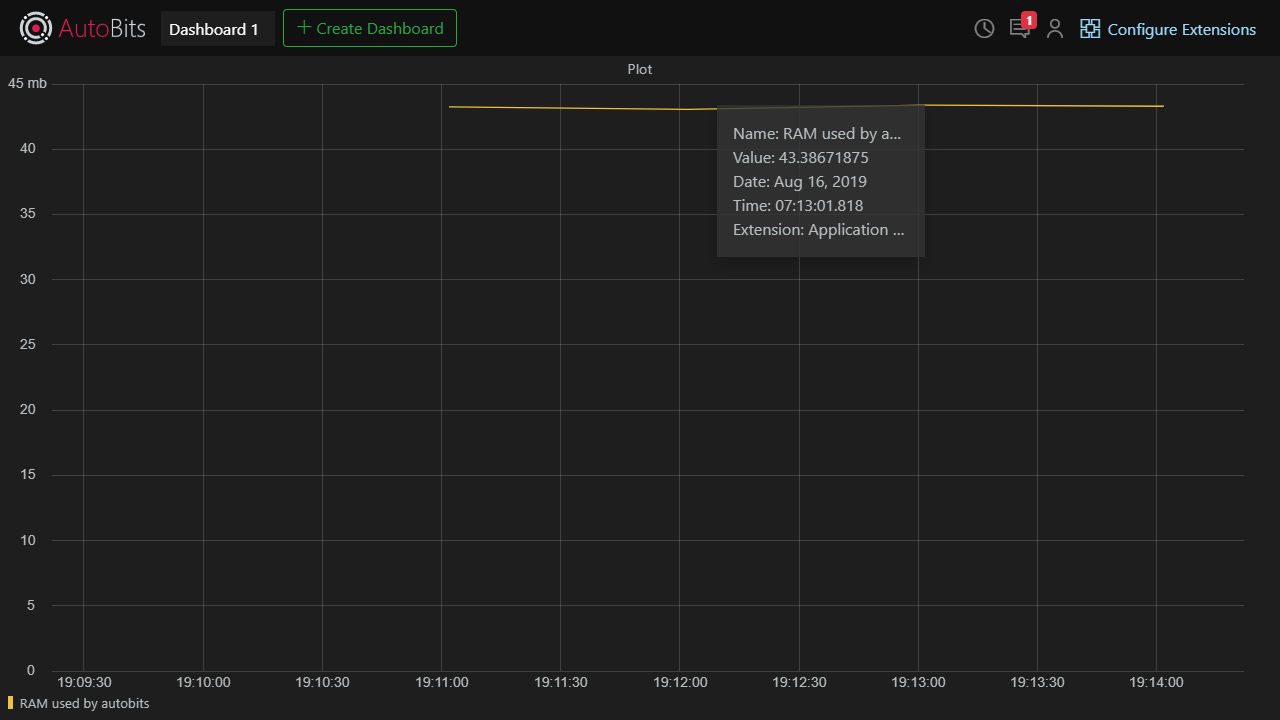 AutoBits Dashboard 1 Create Dashboard 1 Configure Extensions
Plot
45 mb
40
35
30
25
20
15
10
5
0
Name: RAM used by a...
Value: 43.38671875
Date: Aug 16, 2019
Time: 07:13:01.818
Extension: Application ...
19:09:30 19:10:00 19:10:30 19:11:00 19:11:30 19:12:00 19:12:30 19:13:00 19:13:30 19:14:00
RAM used by autobits